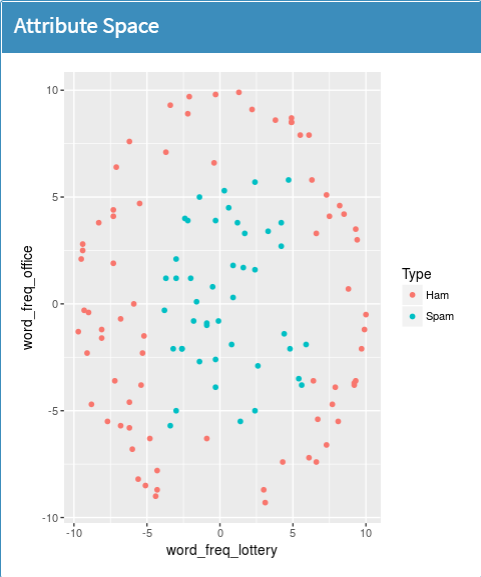 Attribute Space
10
5
0
-5
-10
word_freq_office
-10 -5 0 5 10
word_freq_lottery
Type
Ham
Spam